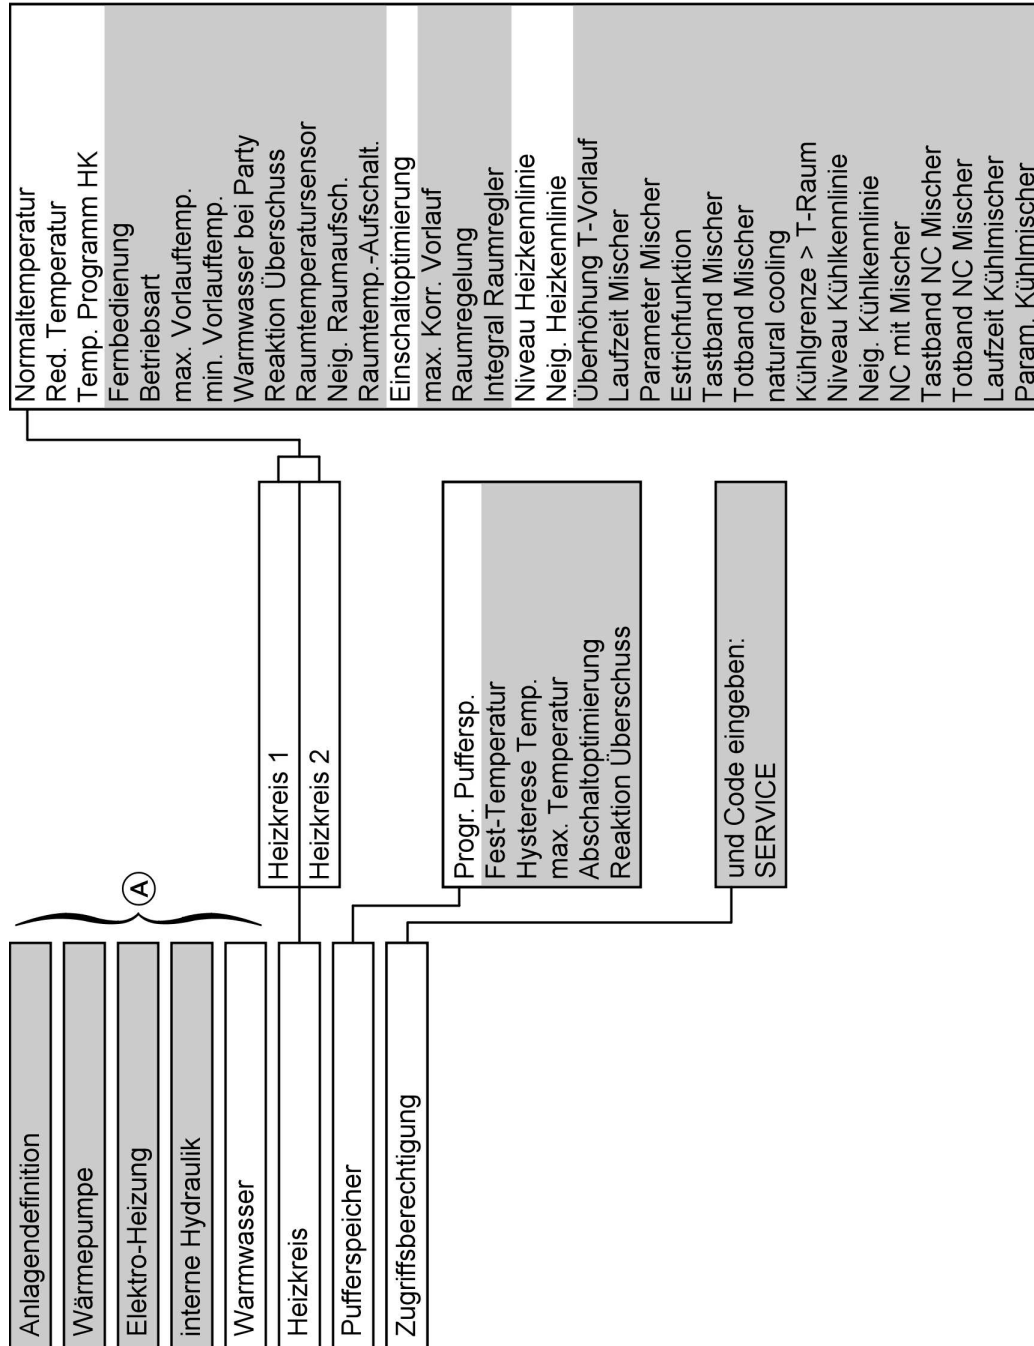 Anlagendefinition
Wärmepumpe
Elektro-Heizung
interne Hydraulik
Warmwasser
Heizkreis
Pufferspeicher
Zugriffsberechtigung
A
Heizkreis 1
Heizkreis 2
Progr. Puffersp.
Fest-Temperatur
Hysterese Temp.
max. Temperatur
Abschaltoptimierung
Reaktion Überschuss
und Code eingeben:
SERVICE
Normaltemperatur
Red. Temperatur
Temp. Programm HK
Fernbedienung
Betriebsart
max. Vorlauftemp.
min. Vorlauftemp.
Warmwasser bei Party
Reaktion Überschuss
Raumtemperatursensor
Neig. Raumaufsch.
Raumtemp.-Aufschalt.
Einschaltoptimierung
max. Korr. Vorlauf
Raumregelung
Integral Raumregler
Niveau Heizkennlinie
Neig. Heizkennlinie
Überhöhung T-Vorlauf
Laufzeit Mischer
Parameter Mischer
Estrichfunktion
Tastband Mischer
Totband Mischer
natural cooling
Kühlgrenze > T-Raum
Niveau Kühlkennlinie
Neig. Kühlkennlinie
NC mit Mischer
Tastband NC Mischer
Totband NC Mischer
Laufzeit Kühlmischer
Param. Kühlmischer